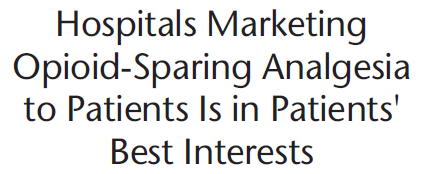 Hospitals Marketing
Opioid-Sparing Analgesia
to Patients Is in Patients'
Best Interests